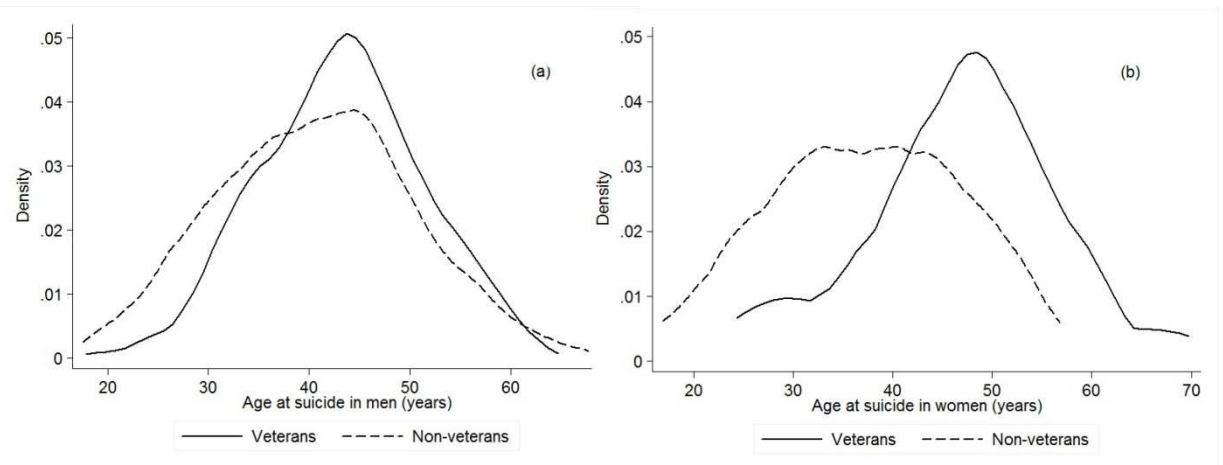 .05
.04
.03
.02
.01
0
Density
(a)
20 30 40 50 60
Age at suicide in men (years)
Veterans Non-veterans
.05
.04
.03
.02
.01
0
Density
(b)
20 30 40 50 60 70
Age at suicide in women (years)
Veterans Non-veterans